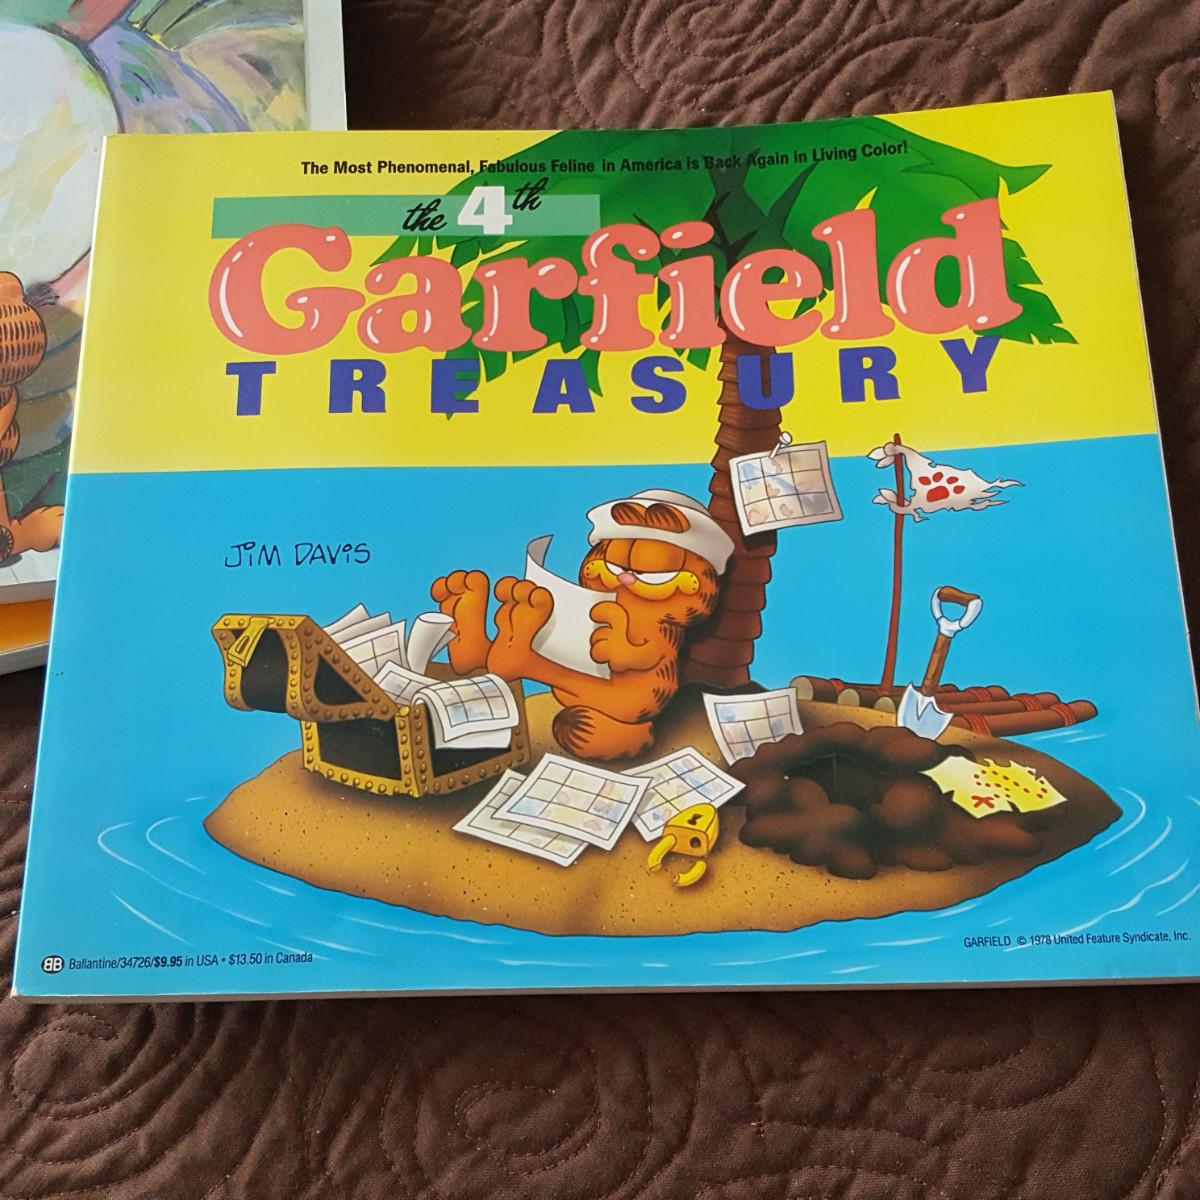 The Most Phenomenal, Fabulous Feline in America is Back Again in Living Color!
the 4th
Garfield
TREASURY
JIM DAVIS
GARFIELD © 1978 United Feature Syndicate, Inc.
BB Ballantine/34726/$9.95 in USA • $13.50 in Canada